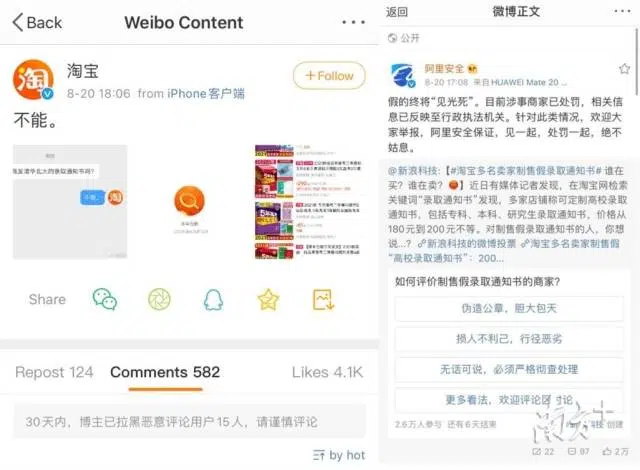 Back
Weibo Content
淘宝
8-20 18:06 from iPhone客户端
+Follow
不能。
不能。
Share
Repost 124
Comments 582
Likes 4.1K
30天内，博主已拉黑恶意评论用户15人，请谨慎评论
by hot
返回
微博正文
公开
阿里安全
8-20 17:08 来自 HUAWEI Mate 20 ...
假的终将“见光死”。目前涉事商家已处罚，相关信
息已反映至行政执法机关。针对此类情况，欢迎大
家举报，阿里安全保证，见一起，处罚一起，绝不
姑息。
@新浪科技:【#淘宝多名卖家制售假录取通知书# 谁在
买？谁在卖？】近日有媒体记者发现，在淘宝网检索
关键词“录取通知书”发现，多家店铺称可定制高校录取
通知书，包括专科、本科、研究生录取通知书，价格从
180元到200元不等。对制售假录取通知书的人，你想
说...？新浪科技的微博投票 淘宝多名卖家制售假
“高校录取通知书”：200...
如何评价制售假录取通知书的商家？
伪造公章，胆大包天
损人不利己，行径恶劣
无话可说，必须严格彻查处理
更多看法，欢迎评论区讨论
2.6万人参与 还有6天结束
创建
22
97
2万
南方+